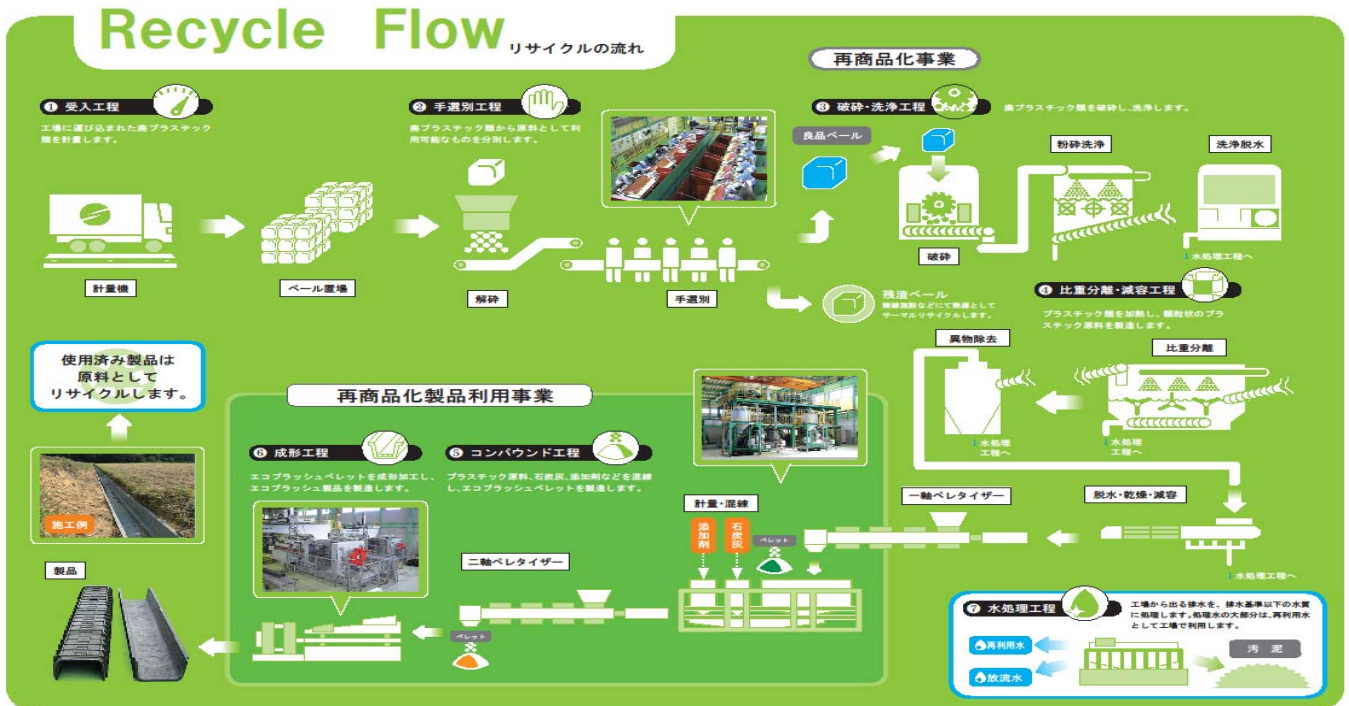 Recycle Flow
リサイクルの流れ
再商品化事業
❶ 受入工程
工場に運び込まれた廃プラスチック
類を計量します。
計量機
ベール置場
❷ 手選別工程
廃プラスチック類から原料として利
用可能なものを分別します。
解砕
手選別
良品ベール
残渣ベール
サーマルリサイクルします。
❸ 破砕・洗浄工程
廃プラスチック類を破砕し、洗浄します。
破砕
粉砕洗浄
洗浄脱水
↓水処理工程へ
❹ 比重分離・減容工程
プラスチック類を加熱し、顆粒状のプラ
スチック原料を製造します。
比重分離
↓水処理
工程へ
異物除去
↓水処理
工程へ
脱水・乾燥・減容
↓水処理工程へ
一軸ペレタイザー
再商品化製品利用事業
❺ コンパウンド工程
プラスチック原料、石炭灰、添加剤などを混練
し、エコプラッシュペレットを製造します。
計量・混練
添加剤
石炭灰
ペレット
二軸ペレタイザー
ペレット
❻ 成形工程
エコプラッシュペレットを成形加工し、
エコプラッシュ製品を製造します。
製品
施工例
使用済み製品は
原料として
リサイクルします。
❼ 水処理工程
工場から出る排水を、排水基準以下の水質
に処理します。処理水の大部分は、再利用水
として工場で利用します。
再利用水
放流水
汚泥